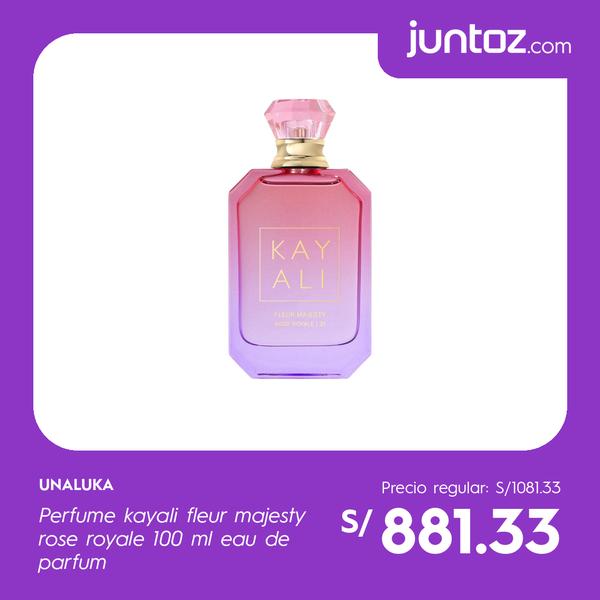 juntoz.com
KAY
ALI
FLEUR MAJESTY
ROSE ROYALE | 31
UNALUKA
Perfume kayali fleur majesty
rose royale 100 ml eau de
parfum
Precio regular: S/1081.33
S/ 881.33